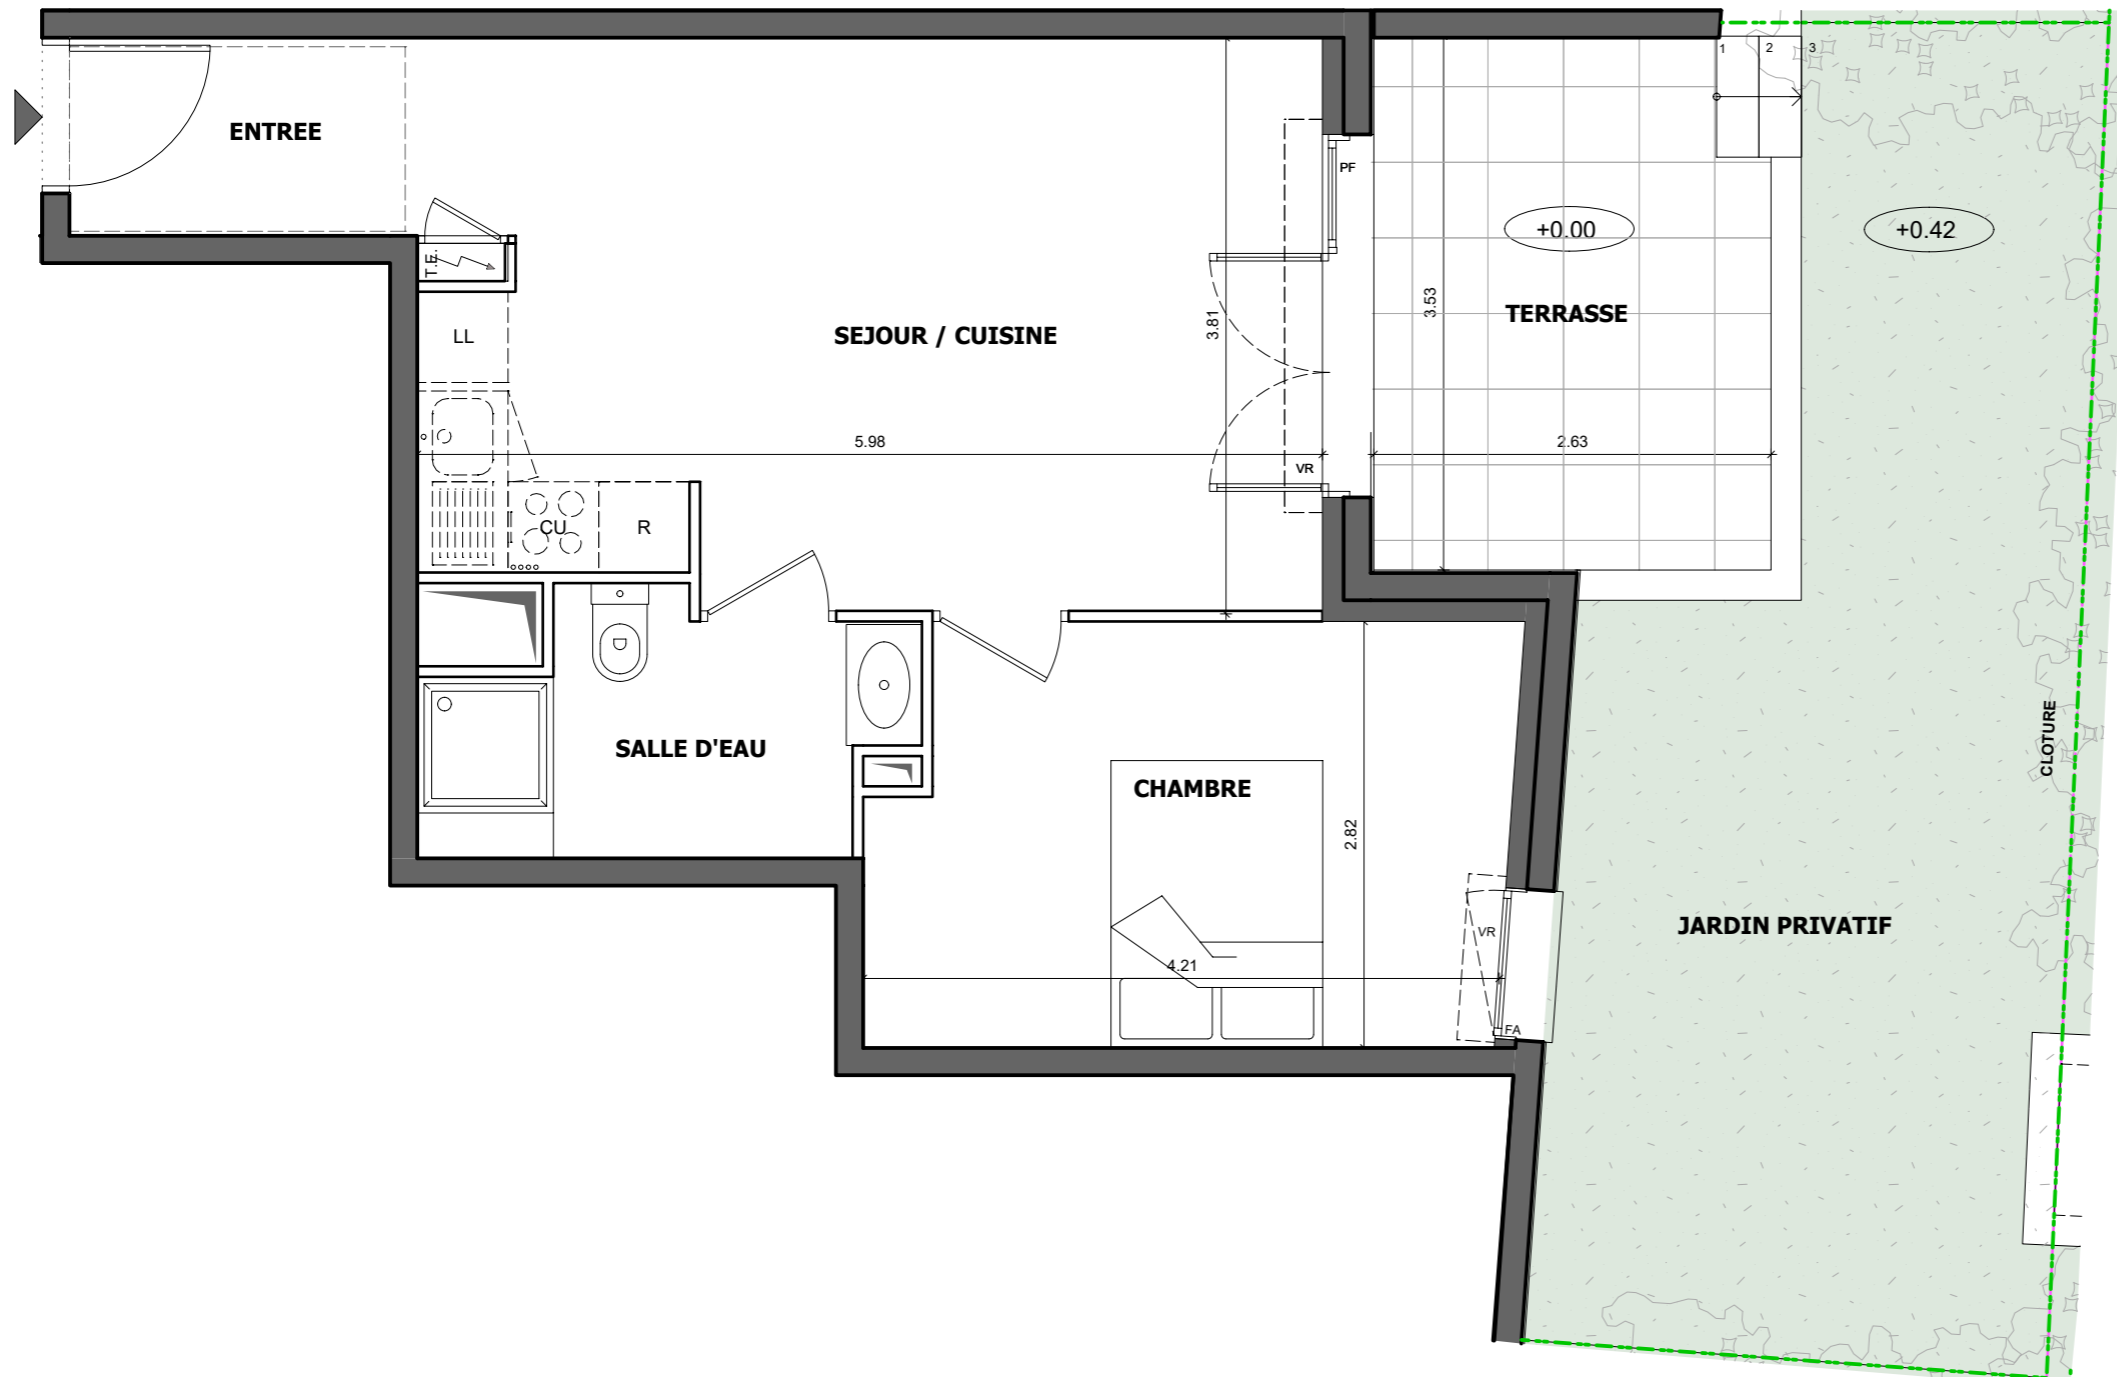 1 2 3
ENTREE
PF
+0.00
+0.42
T.E.
TERRASSE
3.53
LL
SEJOUR / CUISINE
3.81
5.98
2.63
VR
CU
R
SALLE D'EAU
CLOTURE
CHAMBRE
2.82
JARDIN PRIVATIF
VR
4.21
FA